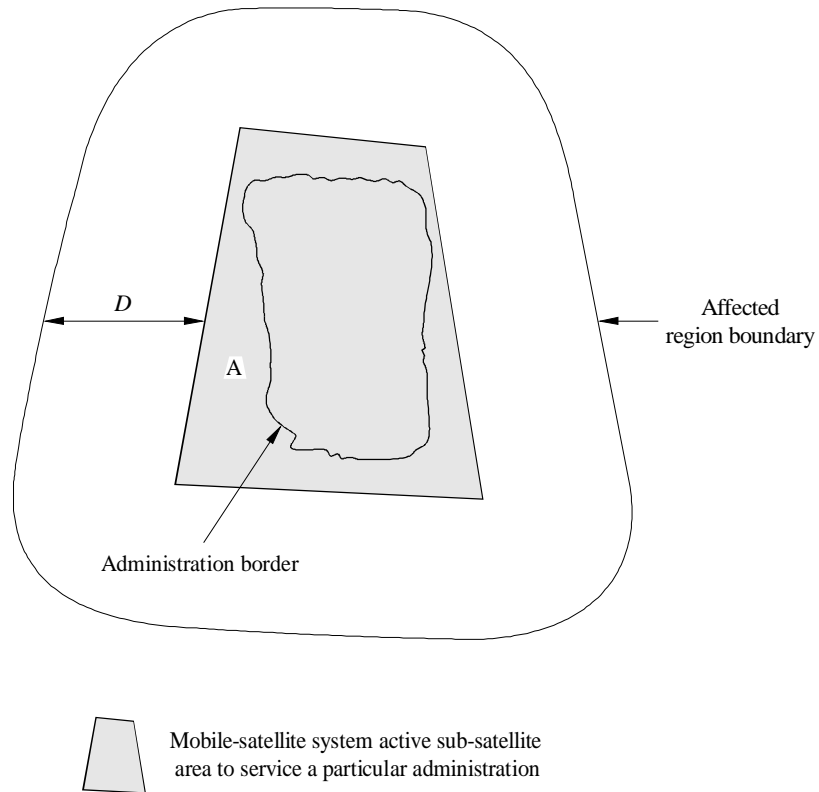 D
Affected
region boundary
A
Administration border
Mobile-satellite system active sub-satellite
area to service a particular administration